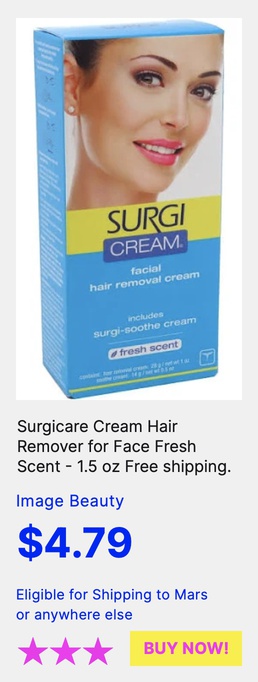 SURGI
CREAM
facial
hair removal cream
includes
surgi-soothe cream
fresh scent
Surgicare Cream Hair
Remover for Face Fresh
Scent - 1.5 oz Free shipping.
Image Beauty
$4.79
Eligible for Shipping to Mars
or anywhere else
BUY NOW!